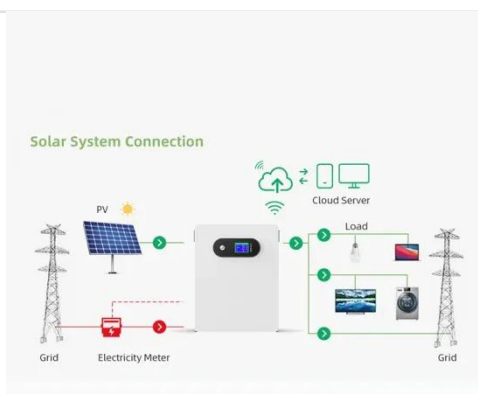 Solar System Connection
Cloud Server
PV
Load
Grid
Electricity Meter
Grid